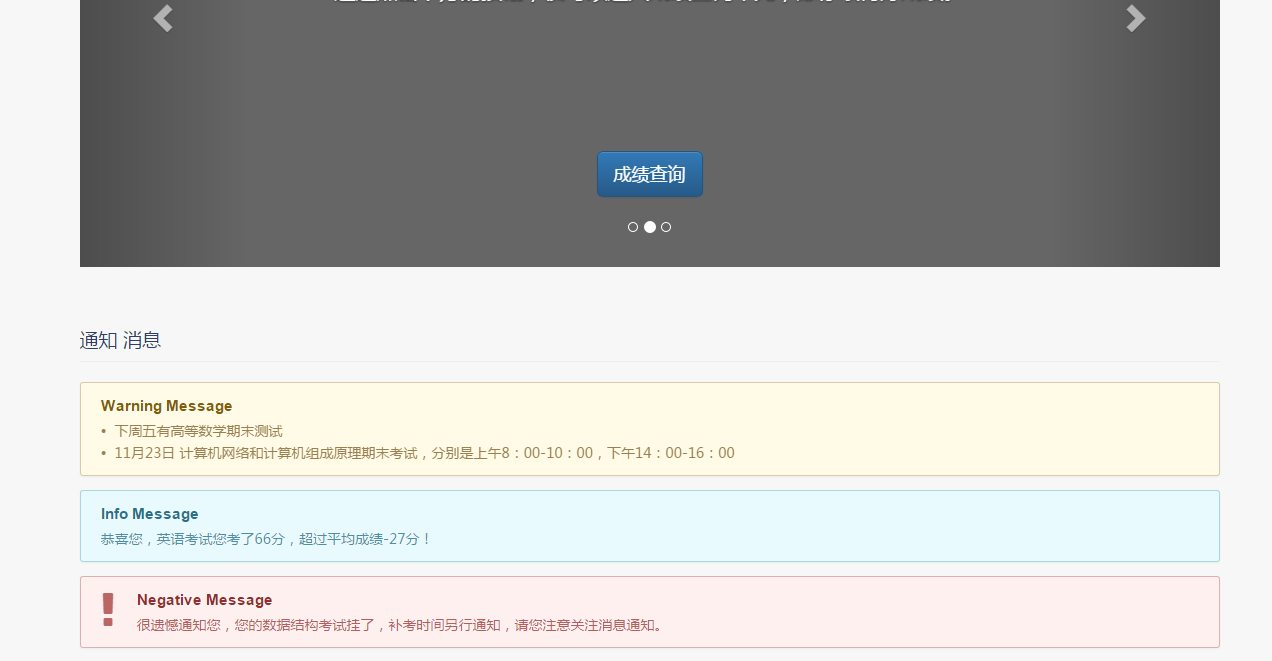 成绩查询
通知 消息
Warning Message
• 下周五有高等数学期末测试
• 11月23日 计算机网络和计算机组成原理期末考试，分别是上午8：00-10：00，下午14：00-16：00
Info Message
恭喜您，英语考试您考了66分，超过平均成绩-27分！
Negative Message
很遗憾通知您，您的数据结构考试挂了，补考时间另行通知，请您注意关注消息通知。